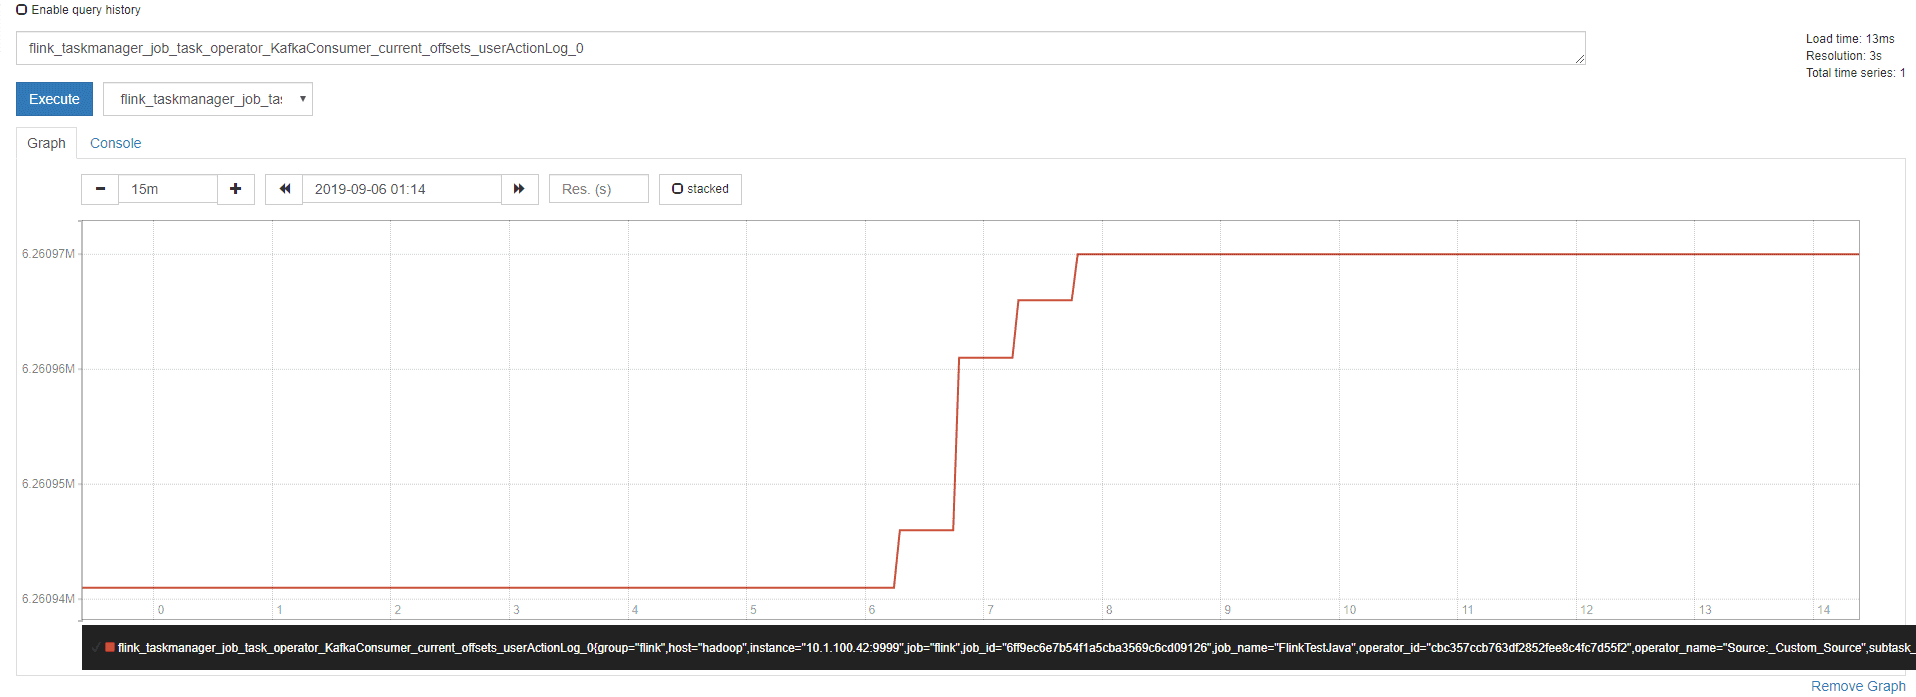 Enable query history
flink_taskmanager_job_task_operator_KafkaConsumer_current_offsets_userActionLog_0
Load time: 13ms
Resolution: 3s
Total time series: 1
Execute
flink_taskmanager_job_ta
Graph Console
15m 2019-09-06 01:14 Res. (s) stacked
6.26097M
6.26096M
6.26095M
6.26094M
0 1 2 3 4 5 6 7 8 9 10 11 12 13 14
flink_taskmanager_job_task_operator_KafkaConsumer_current_offsets_userActionLog_0{group="flink",host="hadoop",instance="10.1.100.42:9999",job="flink",job_id="6ff9ec6e7b54f1a5cba3569c6cd09126",job_name="FlinkTestJava",operator_id="cbc357ccb763df2852fee8c4fc7d55f2",operator_name="Source:_Custom_Source",subtask_
Remove Graph